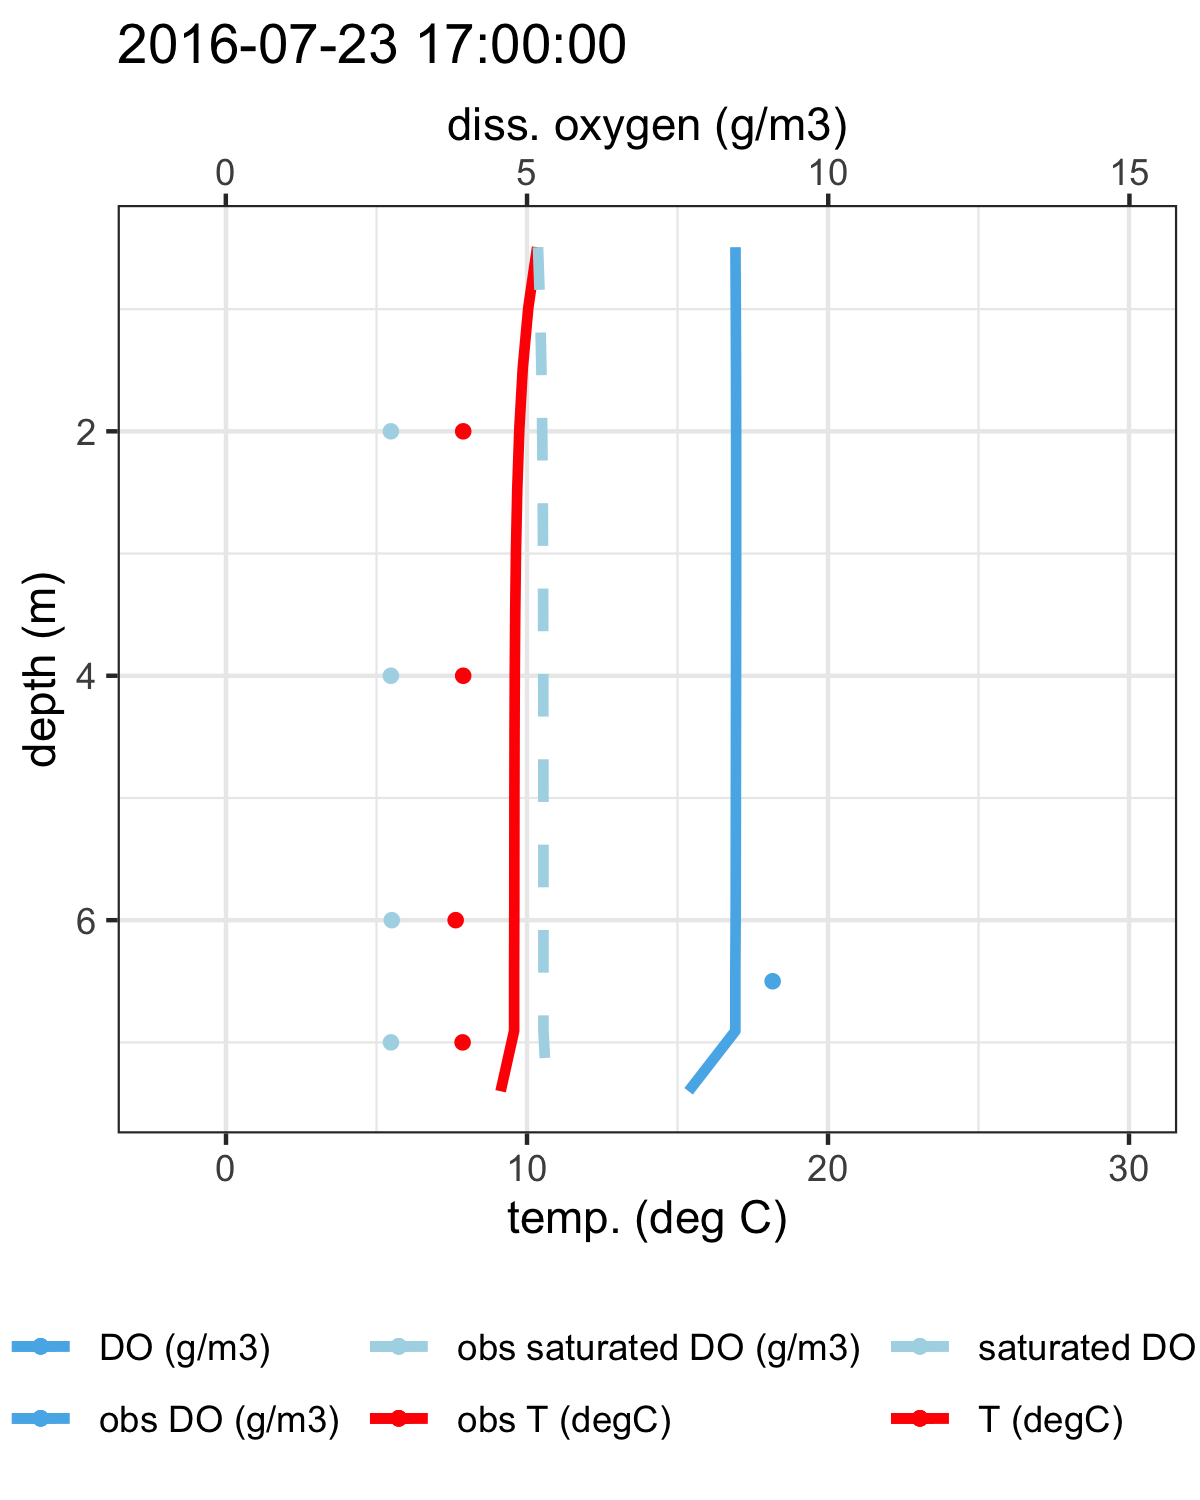 2016-07-23 17:00:00
diss. oxygen (g/m3)
0 5 10 15
2
4
6
depth (m)
0 10 20 30
temp. (deg C)
DO (g/m3) obs saturated DO (g/m3) saturated DO
obs DO (g/m3) obs T (degC) T (degC)